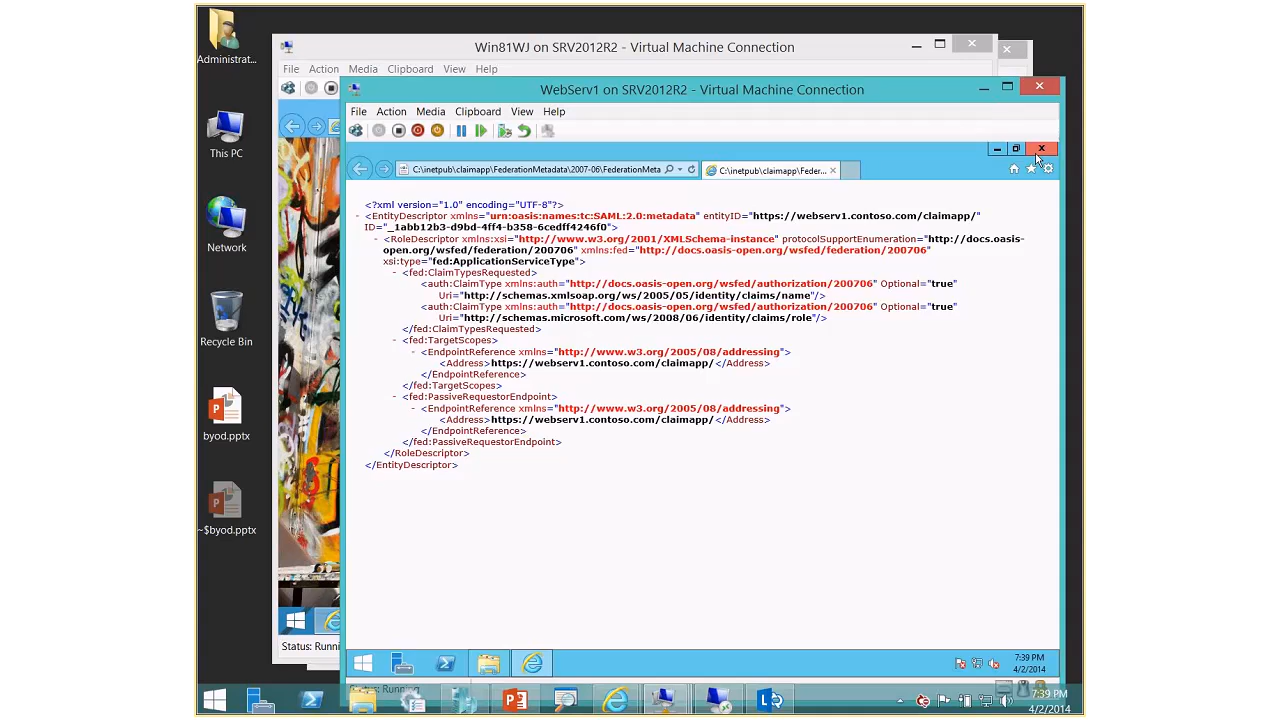 Administrat...
This PC
Network
Recycle Bin
byod.pptx
~$byod.pptx
Win81WJ on SRV2012R2 - Virtual Machine Connection
File Action Media Clipboard View Help
WebServ1 on SRV2012R2 - Virtual Machine Connection
File Action Media Clipboard View Help
C:\inetpub\claimapp\FederationMetadata\2007-06\FederationMeta
C:\inetpub\claimapp\Feder...
<?xml version="1.0" encoding="UTF-8"?>
- <EntityDescriptor xmlns="urn:oasis:names:tc:SAML:2.0:metadata" entityID="https://webserv1.contoso.com/claimapp/"
ID="_1abb12b3-d9bd-4ff4-b358-6cedff4246f0">
- <RoleDescriptor xmlns:xsi="http://www.w3.org/2001/XMLSchema-instance" protocolSupportEnumeration="http://docs.oasis-
open.org/wsfed/federation/200706" xmlns:fed="http://docs.oasis-open.org/wsfed/federation/200706"
xsi:type="fed:ApplicationServiceType">
- <fed:ClaimTypesRequested>
<auth:ClaimType xmlns:auth="http://docs.oasis-open.org/wsfed/authorization/200706" Optional="true"
Uri="http://schemas.xmlsoap.org/ws/2005/05/identity/claims/name"/>
<auth:ClaimType xmlns:auth="http://docs.oasis-open.org/wsfed/authorization/200706" Optional="true"
Uri="http://schemas.microsoft.com/ws/2008/06/identity/claims/role"/>
</fed:ClaimTypesRequested>
- <fed:TargetScopes>
- <EndpointReference xmlns="http://www.w3.org/2005/08/addressing">
<Address>https://webserv1.contoso.com/claimapp/</Address>
</EndpointReference>
</fed:TargetScopes>
- <fed:PassiveRequestorEndpoint>
- <EndpointReference xmlns="http://www.w3.org/2005/08/addressing">
<Address>https://webserv1.contoso.com/claimapp/</Address>
</EndpointReference>
</fed:PassiveRequestorEndpoint>
</RoleDescriptor>
</EntityDescriptor>
Status: Runni
7:39 PM
4/2/2014
Status: Running
7:39 PM
4/2/2014